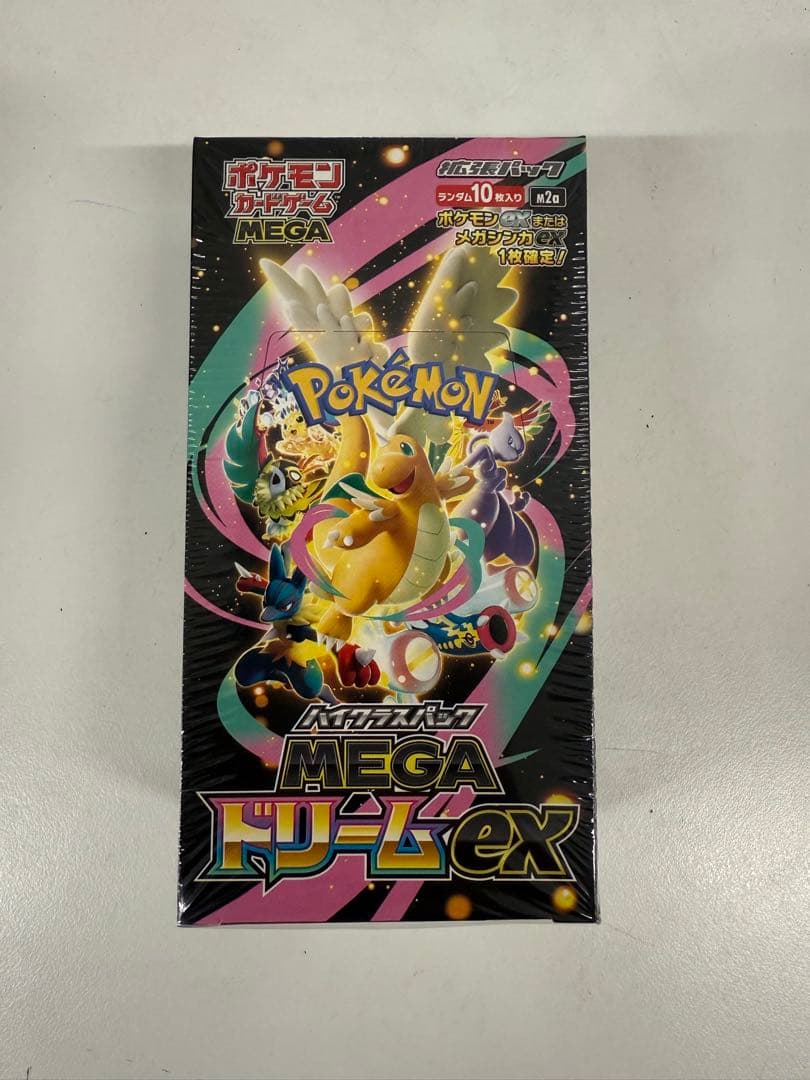 ポケモン
カードゲーム
MEGA
拡張パック
ランダム10枚入り
M2a
ポケモンexまたは
メガシンカex
1枚確定!
POKéMON
TM
ハイクラスパック
MEGA
ドリームex